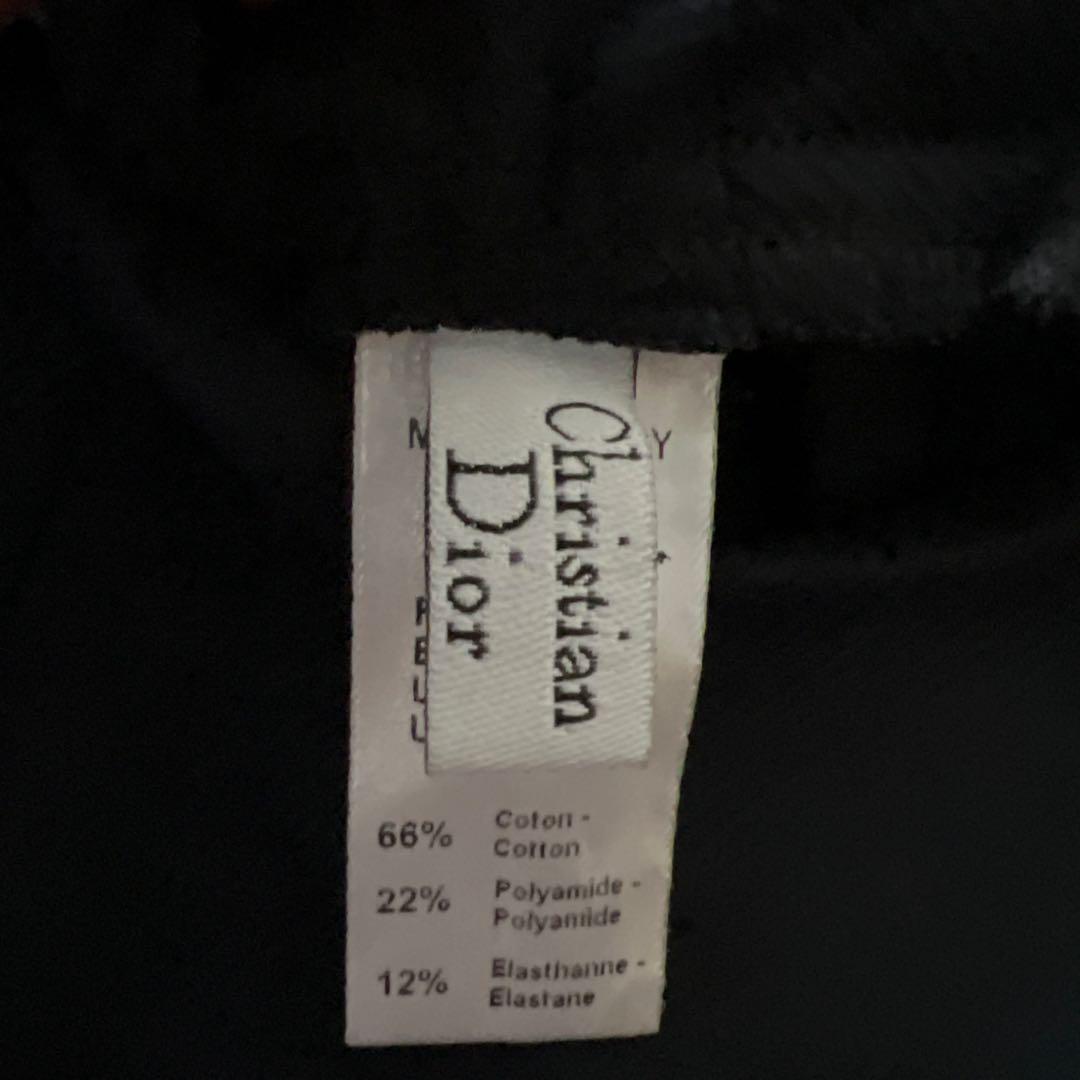 Christian
Dior
M
Y
66% Coton -
Cotton
22% Polyamide -
Polyamide
12% Elasthanne -
Elastane